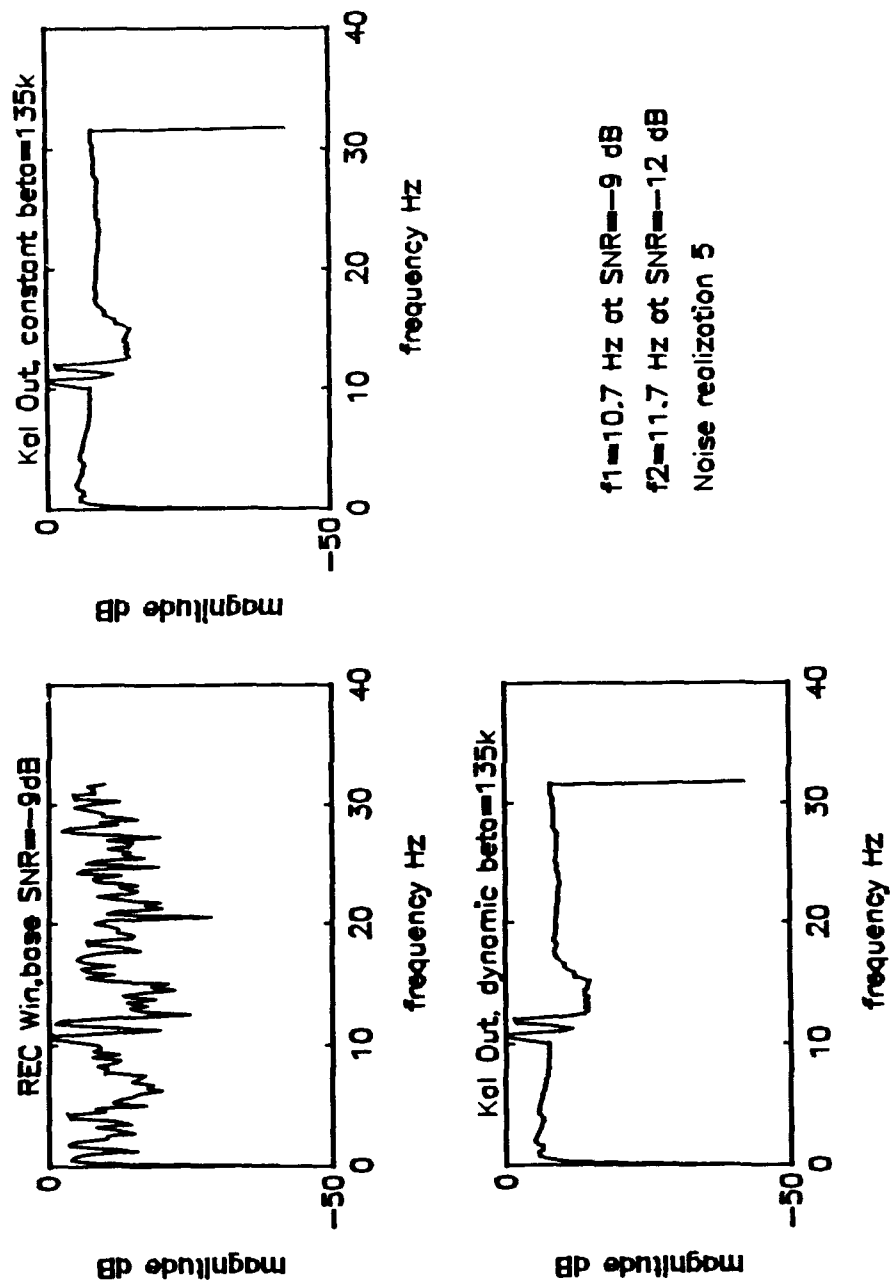 REC Win,base SNR=-9dB
0
-50
magnitude dB
0
10
20
30
40
frequency Hz
Kal Out, constant beta=135k
0
-50
magnitude dB
0
10
20
30
40
frequency Hz
Kal Out, dynamic beta=135k
0
-50
magnitude dB
0
10
20
30
40
frequency Hz
f1=10.7 Hz at SNR=-9 dB
f2=11.7 Hz at SNR=-12 dB
Noise realization 5